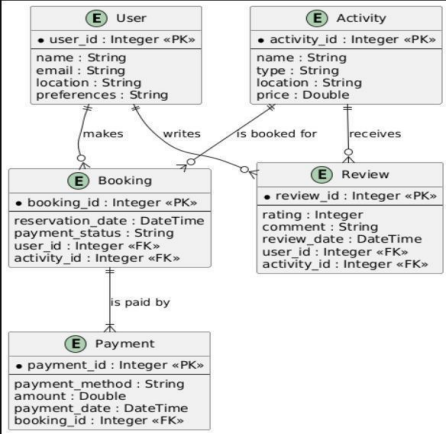 E User
• user_id : Integer «PK»
name : String
email : String
location : String
preferences : String
E Activity
• activity_id : Integer «PK»
name : String
type : String
location : String
price : Double
makes
writes
is booked for
receives
E Booking
• booking_id : Integer «PK»
reservation_date : DateTime
payment_status : String
user_id : Integer «FK»
activity_id : Integer «FK»
E Review
• review_id : Integer «PK»
rating : Integer
comment : String
review_date : DateTime
user_id : Integer «FK»
activity_id : Integer «FK»
is paid by
E Payment
• payment_id : Integer «PK»
payment_method : String
amount : Double
payment_date : DateTime
booking_id : Integer «FK»